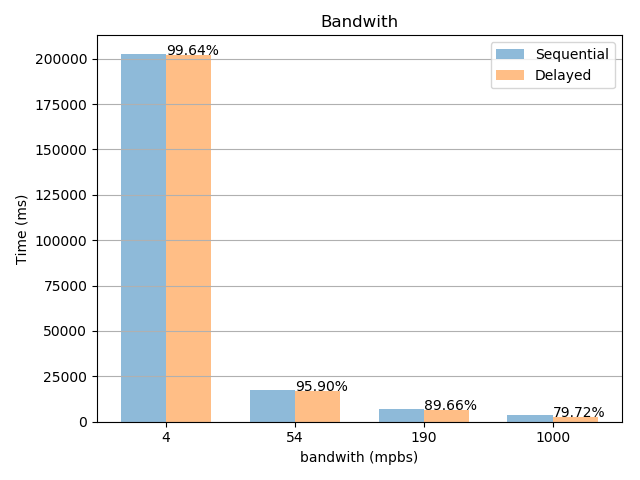 Bandwith
Sequential
Delayed
99.64%
95.90%
89.66%
79.72%
Time (ms)
200000
175000
150000
125000
100000
75000
50000
25000
0
4 54 190 1000
bandwith (mpbs)